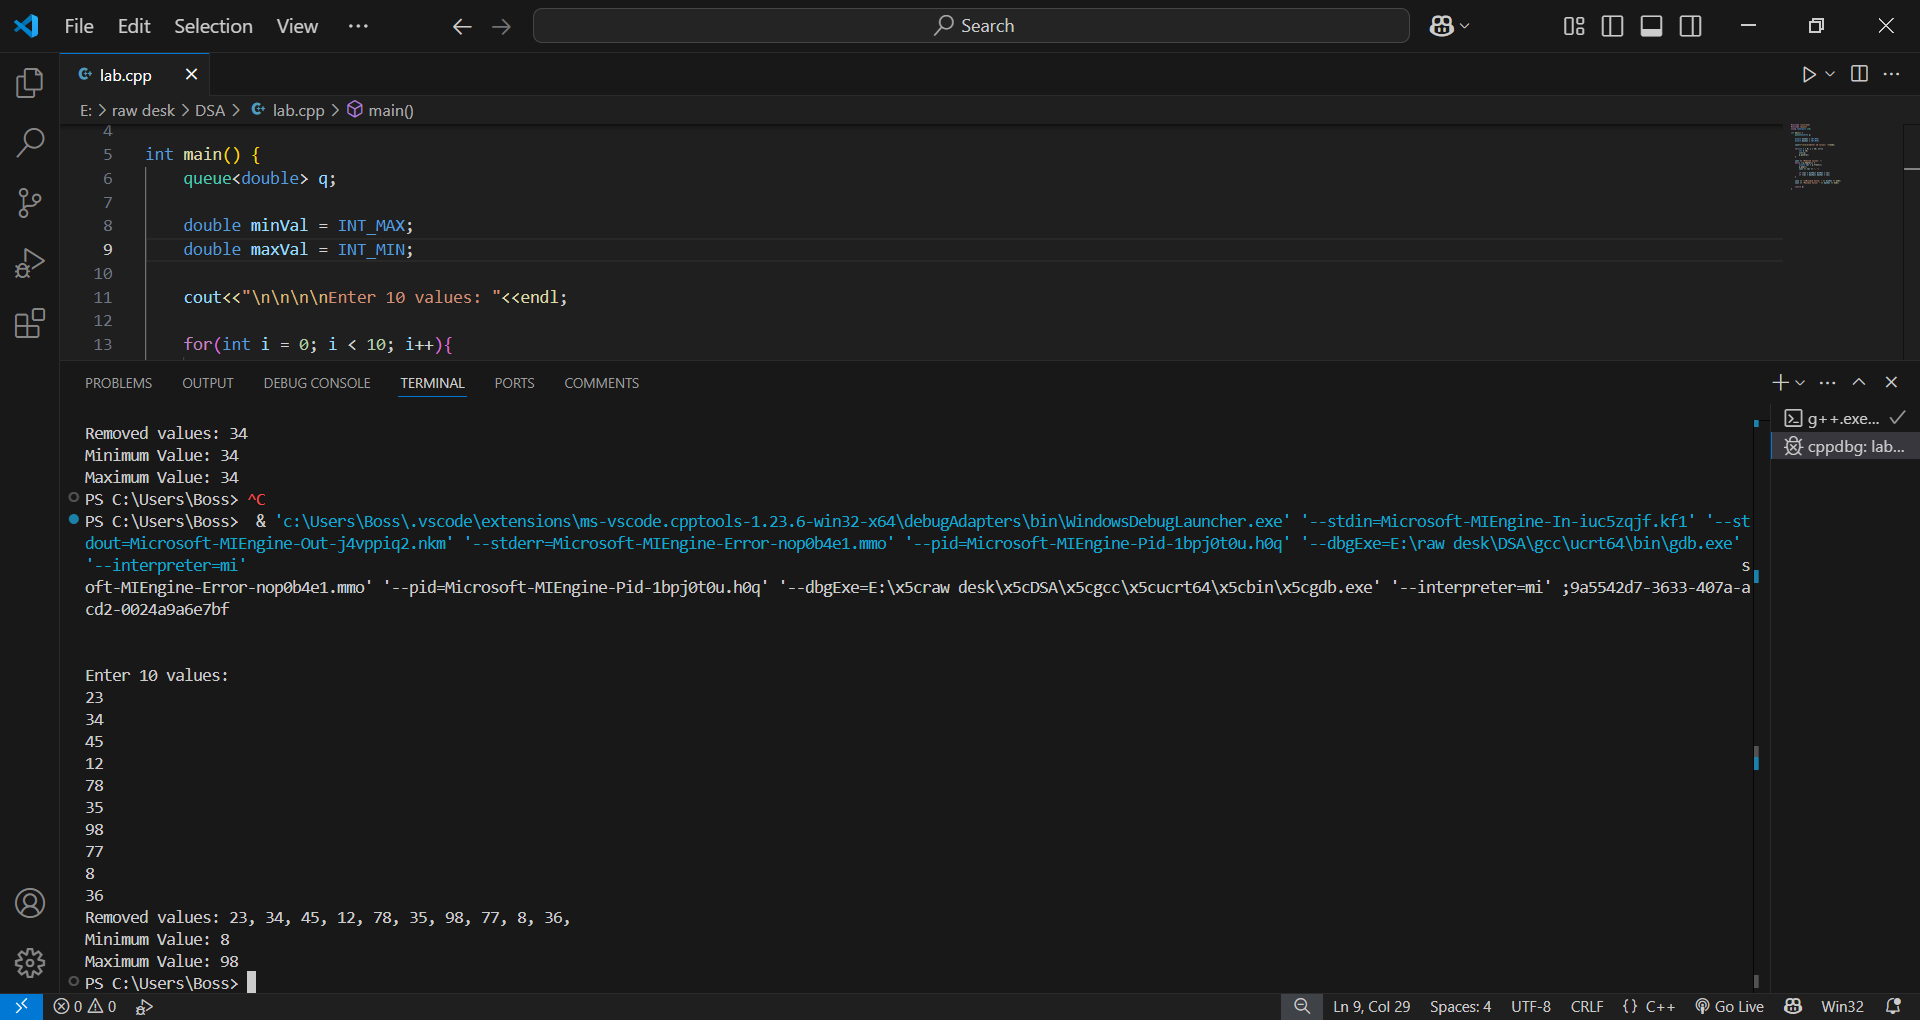 File Edit Selection View ···
Search
lab.cpp
E: > raw desk > DSA > lab.cpp > main()
4
5 int main() {
6 queue<double> q;
7
8 double minVal = INT_MAX;
9 double maxVal = INT_MIN;
10
11 cout<<"\n\n\n\nEnter 10 values: "<<endl;
12
13 for(int i = 0; i < 10; i++){
PROBLEMS OUTPUT DEBUG CONSOLE TERMINAL PORTS COMMENTS
g++.exe...
cppdbg: lab...
Removed values: 34
Minimum Value: 34
Maximum Value: 34
PS C:\Users\Boss> ^C
PS C:\Users\Boss>  & 'c:\Users\Boss\.vscode\extensions\ms-vscode.cpptools-1.23.6-win32-x64\debugAdapters\bin\WindowsDebugLauncher.exe' '--stdin=Microsoft-MIEngine-In-iuc5zqjf.kf1' '--st
dout=Microsoft-MIEngine-Out-j4vppiq2.nkm' '--stderr=Microsoft-MIEngine-Error-nop0b4e1.mmo' '--pid=Microsoft-MIEngine-Pid-1bpj0t0u.h0q' '--dbgExe=E:\raw desk\DSA\gcc\ucrt64\bin\gdb.exe'
'--interpreter=mi'
s
oft-MIEngine-Error-nop0b4e1.mmo' '--pid=Microsoft-MIEngine-Pid-1bpj0t0u.h0q' '--dbgExe=E:\x5craw desk\x5cDSA\x5cgcc\x5cucrt64\x5cbin\x5cgdb.exe' '--interpreter=mi' ;9a5542d7-3633-407a-a
cd2-0024a9a6e7bf
Enter 10 values:
23
34
45
12
78
35
98
77
8
36
Removed values: 23, 34, 45, 12, 78, 35, 98, 77, 8, 36,
Minimum Value: 8
Maximum Value: 98
PS C:\Users\Boss>
0 0 Ln 9, Col 29 Spaces: 4 UTF-8 CRLF {} C++ Go Live Win32